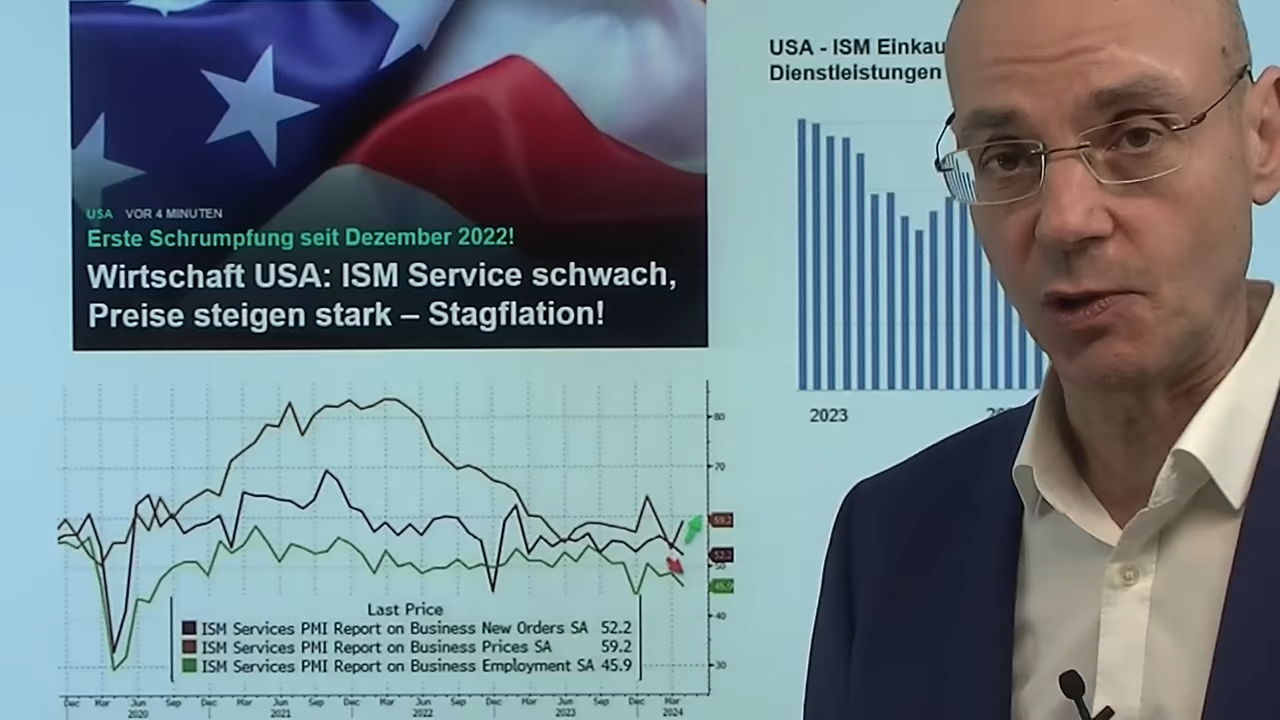 USA VOR 4 MINUTEN
Erste Schrumpfung seit Dezember 2022!
Wirtschaft USA: ISM Service schwach,
Preise steigen stark – Stagflation!
USA - ISM Einkau
Dienstleistungen
2023
80
70
59.2
52.2
50
45.9
40
30
Last Price
ISM Services PMI Report on Business New Orders SA 52.2
ISM Services PMI Report on Business Prices SA 59.2
ISM Services PMI Report on Business Employment SA 45.9
Dec Mar Jun Sep Dec Mar Jun Sep Dec Mar Jun Sep Dec Mar Jun Sep Dec Mar
2020 2021 2022 2023 2024